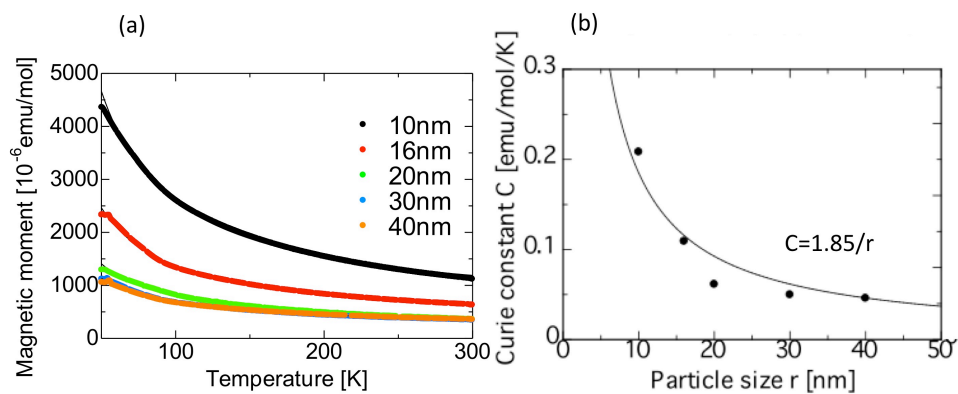 (a)
Magnetic moment [10⁻⁶emu/mol]
5000
4000
3000
2000
1000
0
100
200
300
Temperature [K]
10nm
16nm
20nm
30nm
40nm
(b)
Curie constant C [emu/mol/K]
0.3
0.2
0.1
0
0
10
20
30
40
50
Particle size r [nm]
C=1.85/r